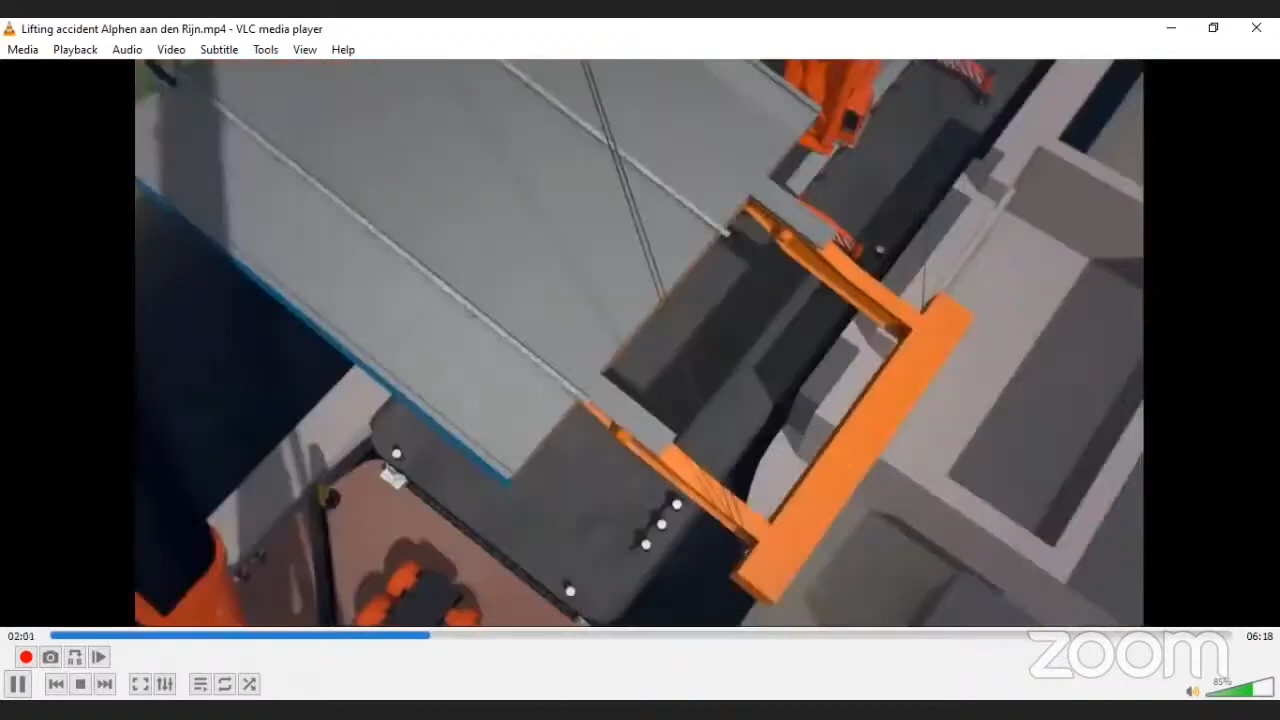 Lifting accident Alphen aan den Rijn.mp4 - VLC media player
Media Playback Audio Video Subtitle Tools View Help
02:01
06:18
zoom
85%